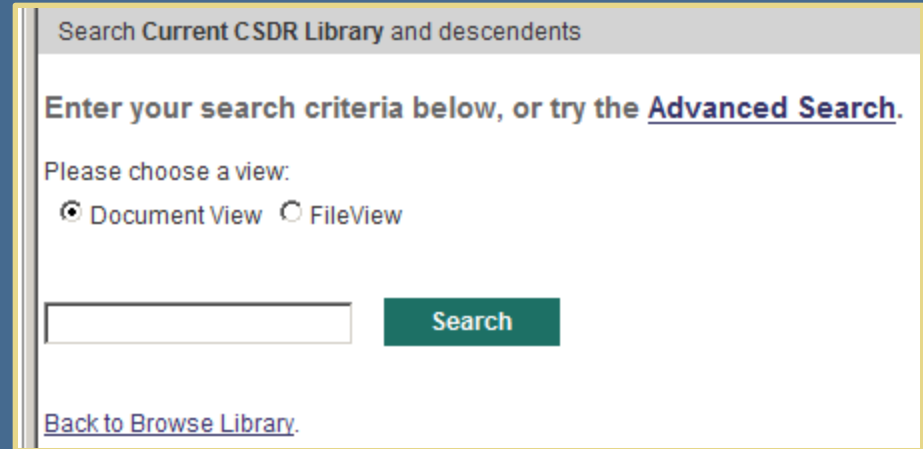 Search Current CSDR Library and descendents
Enter your search criteria below, or try the Advanced Search.
Please choose a view:
Document View FileView
Search
Back to Browse Library.